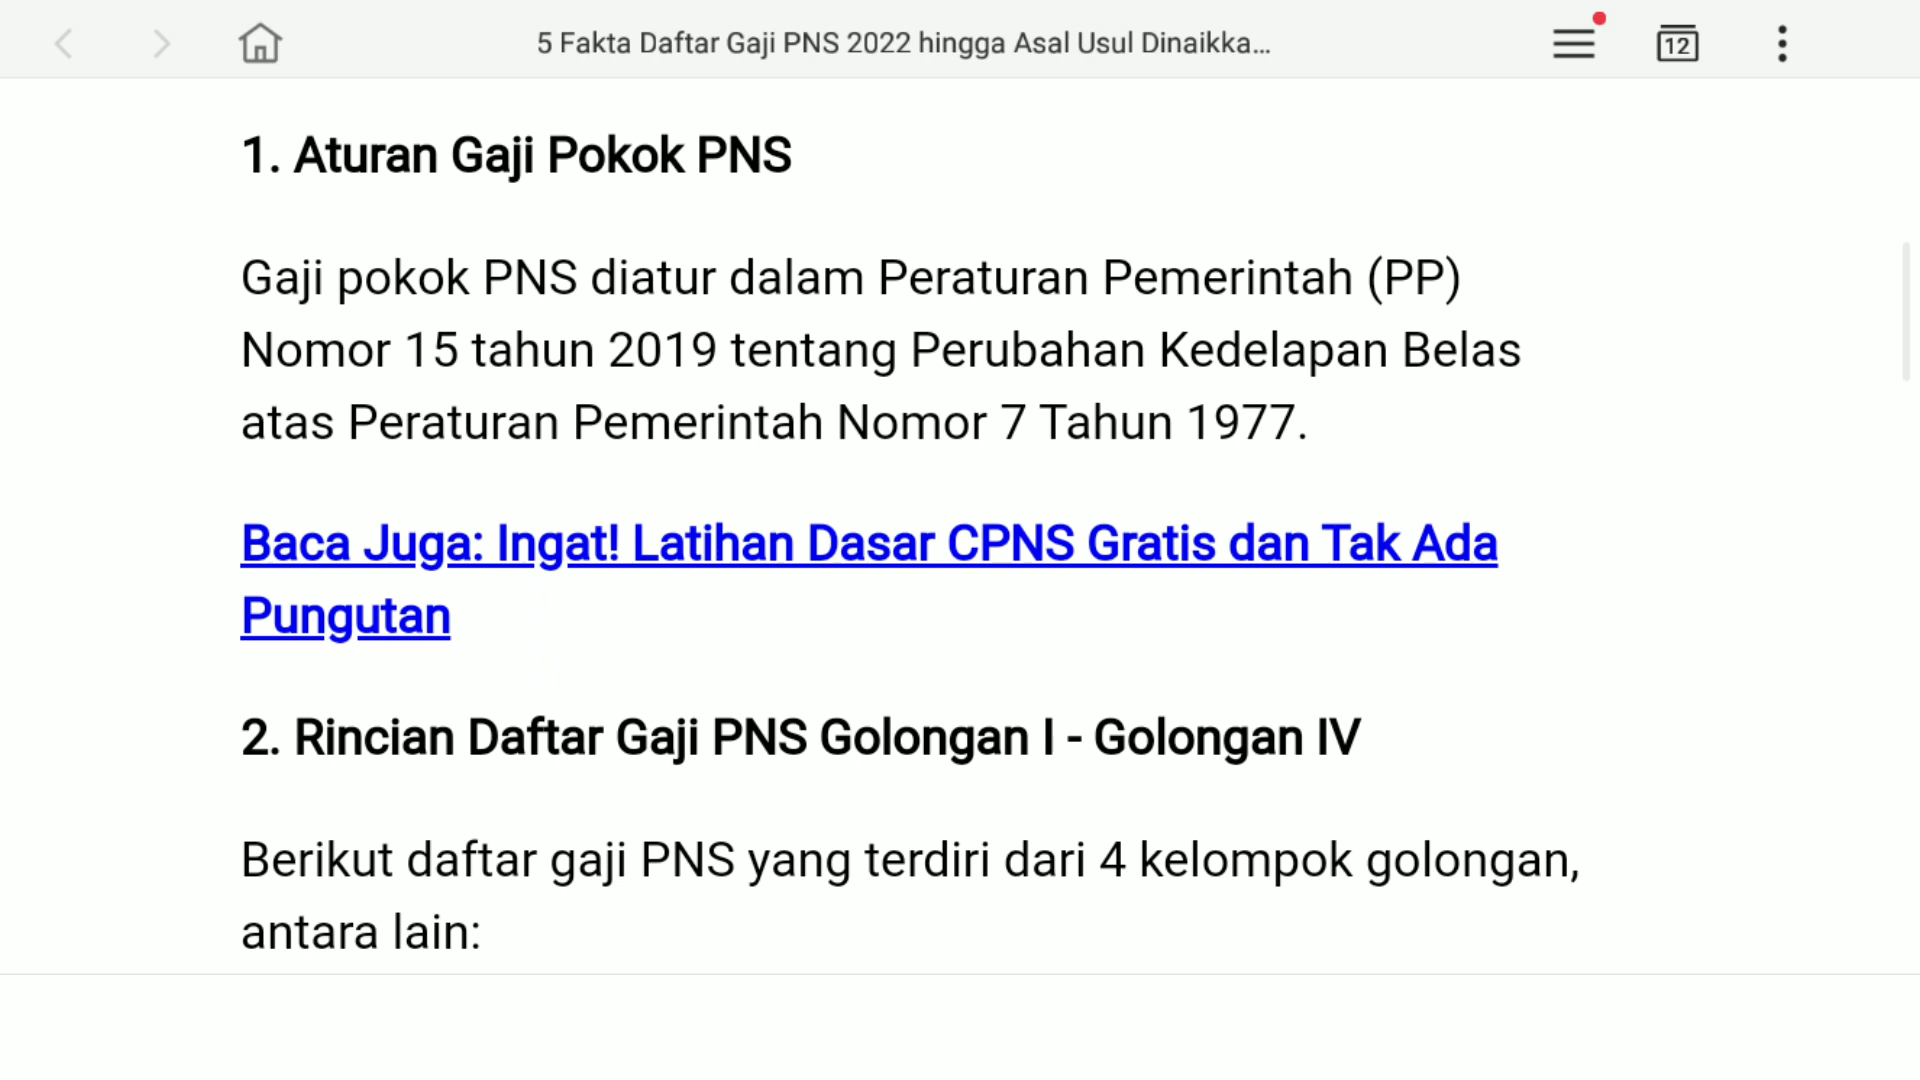 5 Fakta Daftar Gaji PNS 2022 hingga Asal Usul Dinaikka...
12
1. Aturan Gaji Pokok PNS
Gaji pokok PNS diatur dalam Peraturan Pemerintah (PP)
Nomor 15 tahun 2019 tentang Perubahan Kedelapan Belas
atas Peraturan Pemerintah Nomor 7 Tahun 1977.
Baca Juga: Ingat! Latihan Dasar CPNS Gratis dan Tak Ada
Pungutan
2. Rincian Daftar Gaji PNS Golongan I - Golongan IV
Berikut daftar gaji PNS yang terdiri dari 4 kelompok golongan,
antara lain: